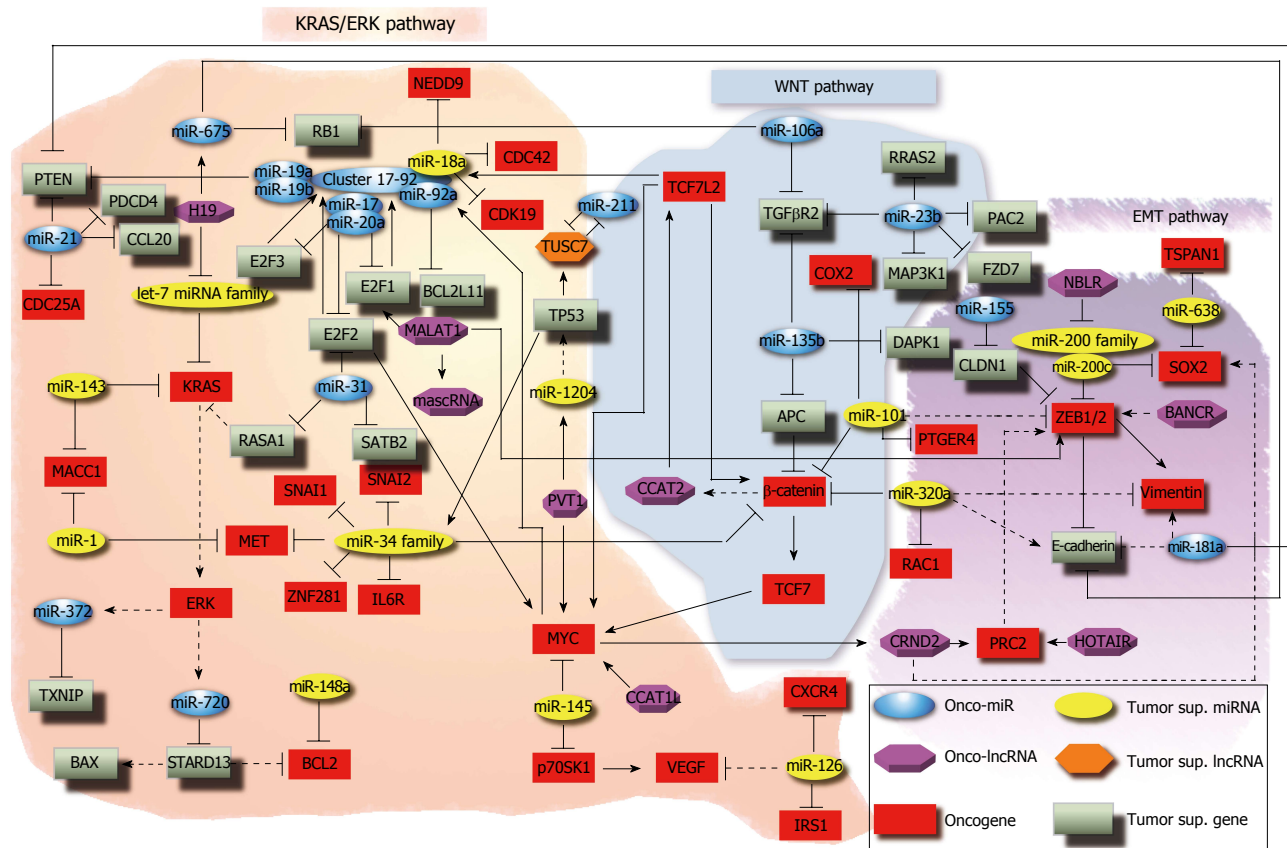 KRAS/ERK pathway
WNT pathway
EMT pathway
NEDD9
miR-675
RB1
miR-18a
CDC42
miR-106a
RRAS2
PTEN
miR-19a
miR-19b
Cluster 17-92
miR-92a
CDK19
TCF7L2
miR-211
PDCD4
H19
miR-17
miR-20a
TGFβR2
miR-23b
PAC2
miR-21
CCL20
TUSC7
E2F3
COX2
MAP3K1
FZD7
TSPAN1
CDC25A
let-7 miRNA family
E2F1
BCL2L11
NBLR
TP53
miR-155
miR-638
E2F2
MALAT1
miR-135b
DAPK1
miR-200 family
CLDN1
miR-200c
SOX2
miR-143
KRAS
miR-31
mascRNA
miR-1204
RASA1
APC
miR-101
ZEB1/2
BANCR
SATB2
PTGER4
MACC1
SNAI1
SNAI2
CCAT2
β-catenin
miR-320a
Vimentin
PVT1
miR-1
MET
miR-34 family
E-cadherin
miR-181a
RAC1
ZNF281
IL6R
TCF7
miR-372
ERK
MYC
CRND2
PRC2
HOTAIR
TXNIP
miR-720
miR-148a
miR-145
CCAT1L
CXCR4
BAX
STARD13
BCL2
p70SK1
VEGF
miR-126
IRS1
Onco-miR
Tumor sup. miRNA
Onco-lncRNA
Tumor sup. lncRNA
Oncogene
Tumor sup. gene